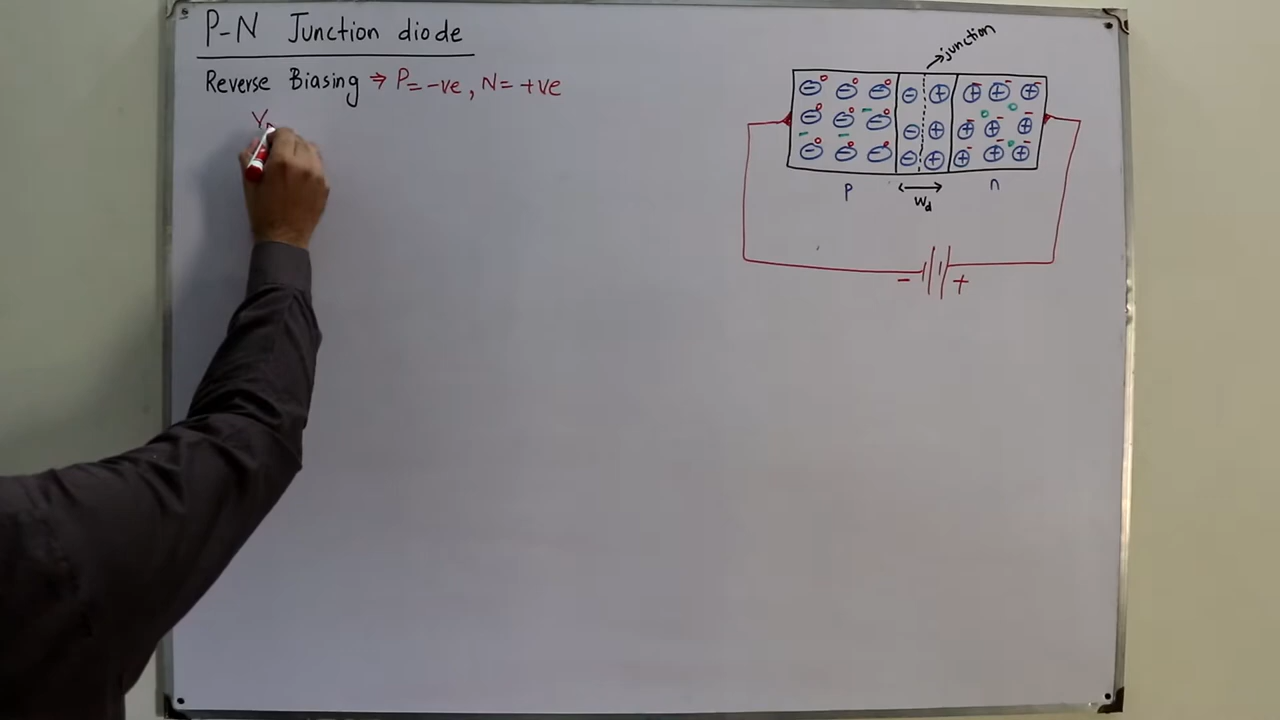 P-N Junction diode
Reverse Biasing ⇒ P= -ve, N= +ve
junction
p
n
Wd
- +